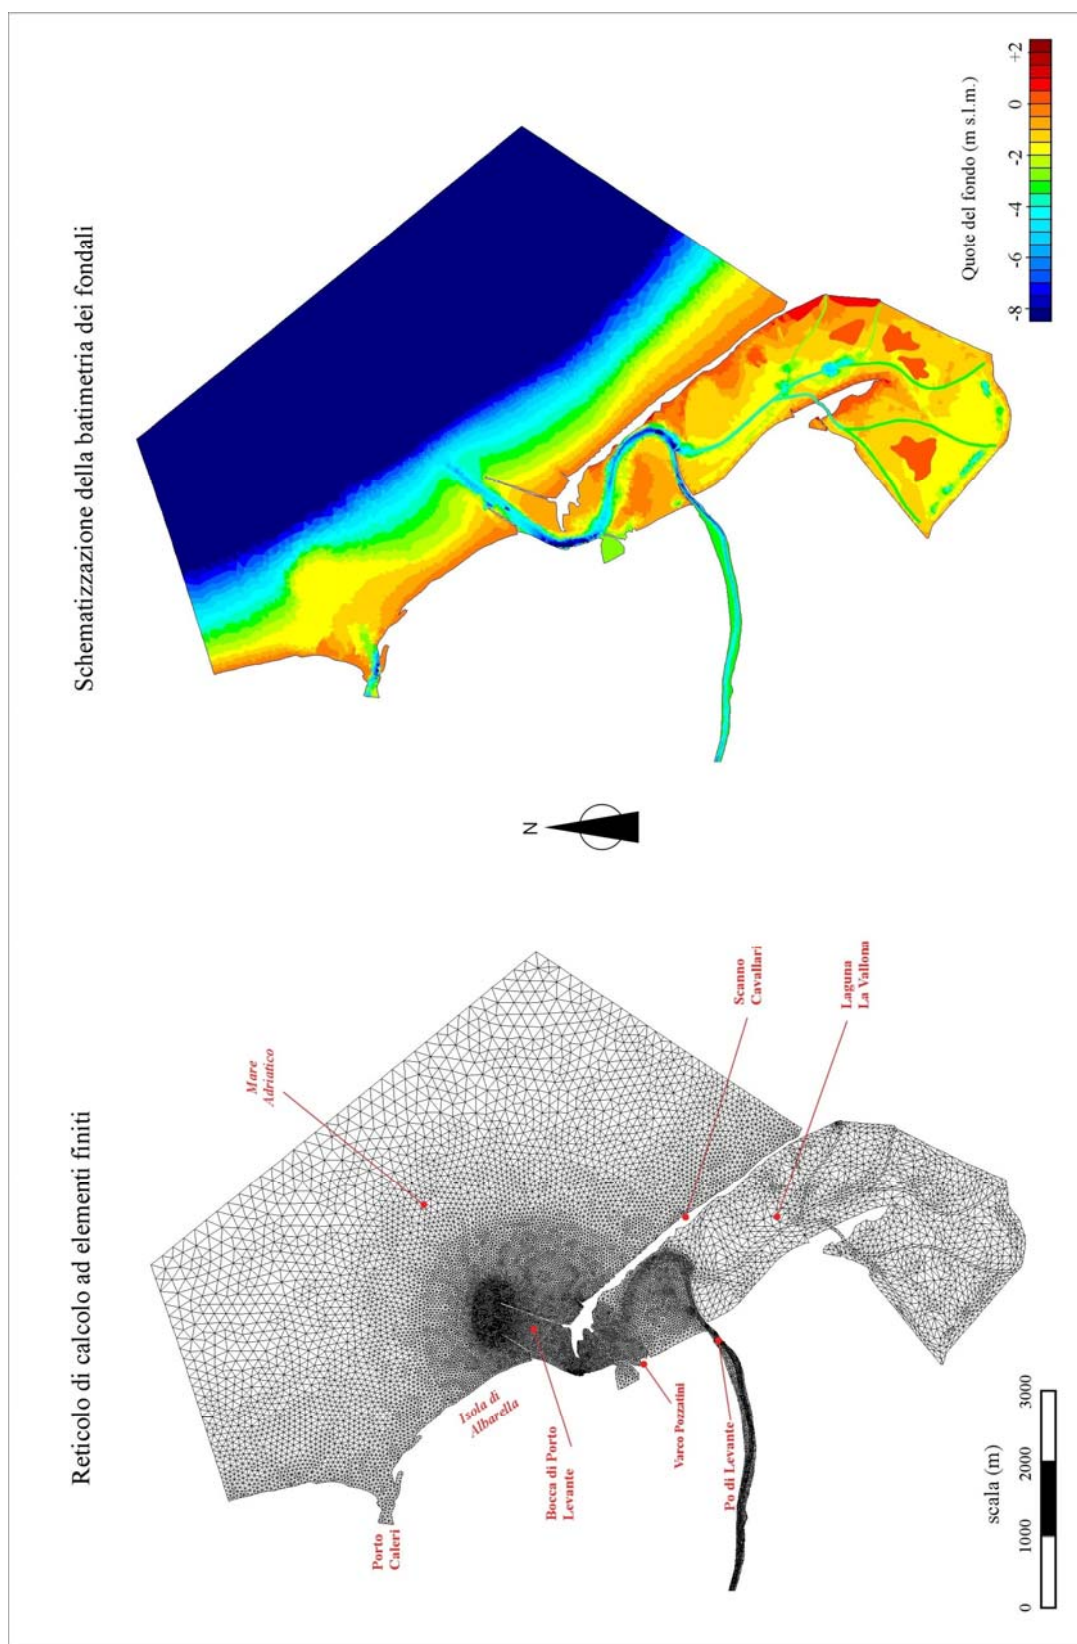 Reticolo di calcolo ad elementi finiti
Mare
Adriatico
Porto
Caleri
Isola di
Albarella
Bocca di Porto
Levante
Varco Pozzatini
Po di Levante
Scanno
Cavallari
Laguna
La Vallona
scala (m)
0 1000 2000 3000
N
Schematizzazione della batimetria dei fondali
Quote del fondo (m s.l.m.)
-8 -6 -4 -2 0 +2